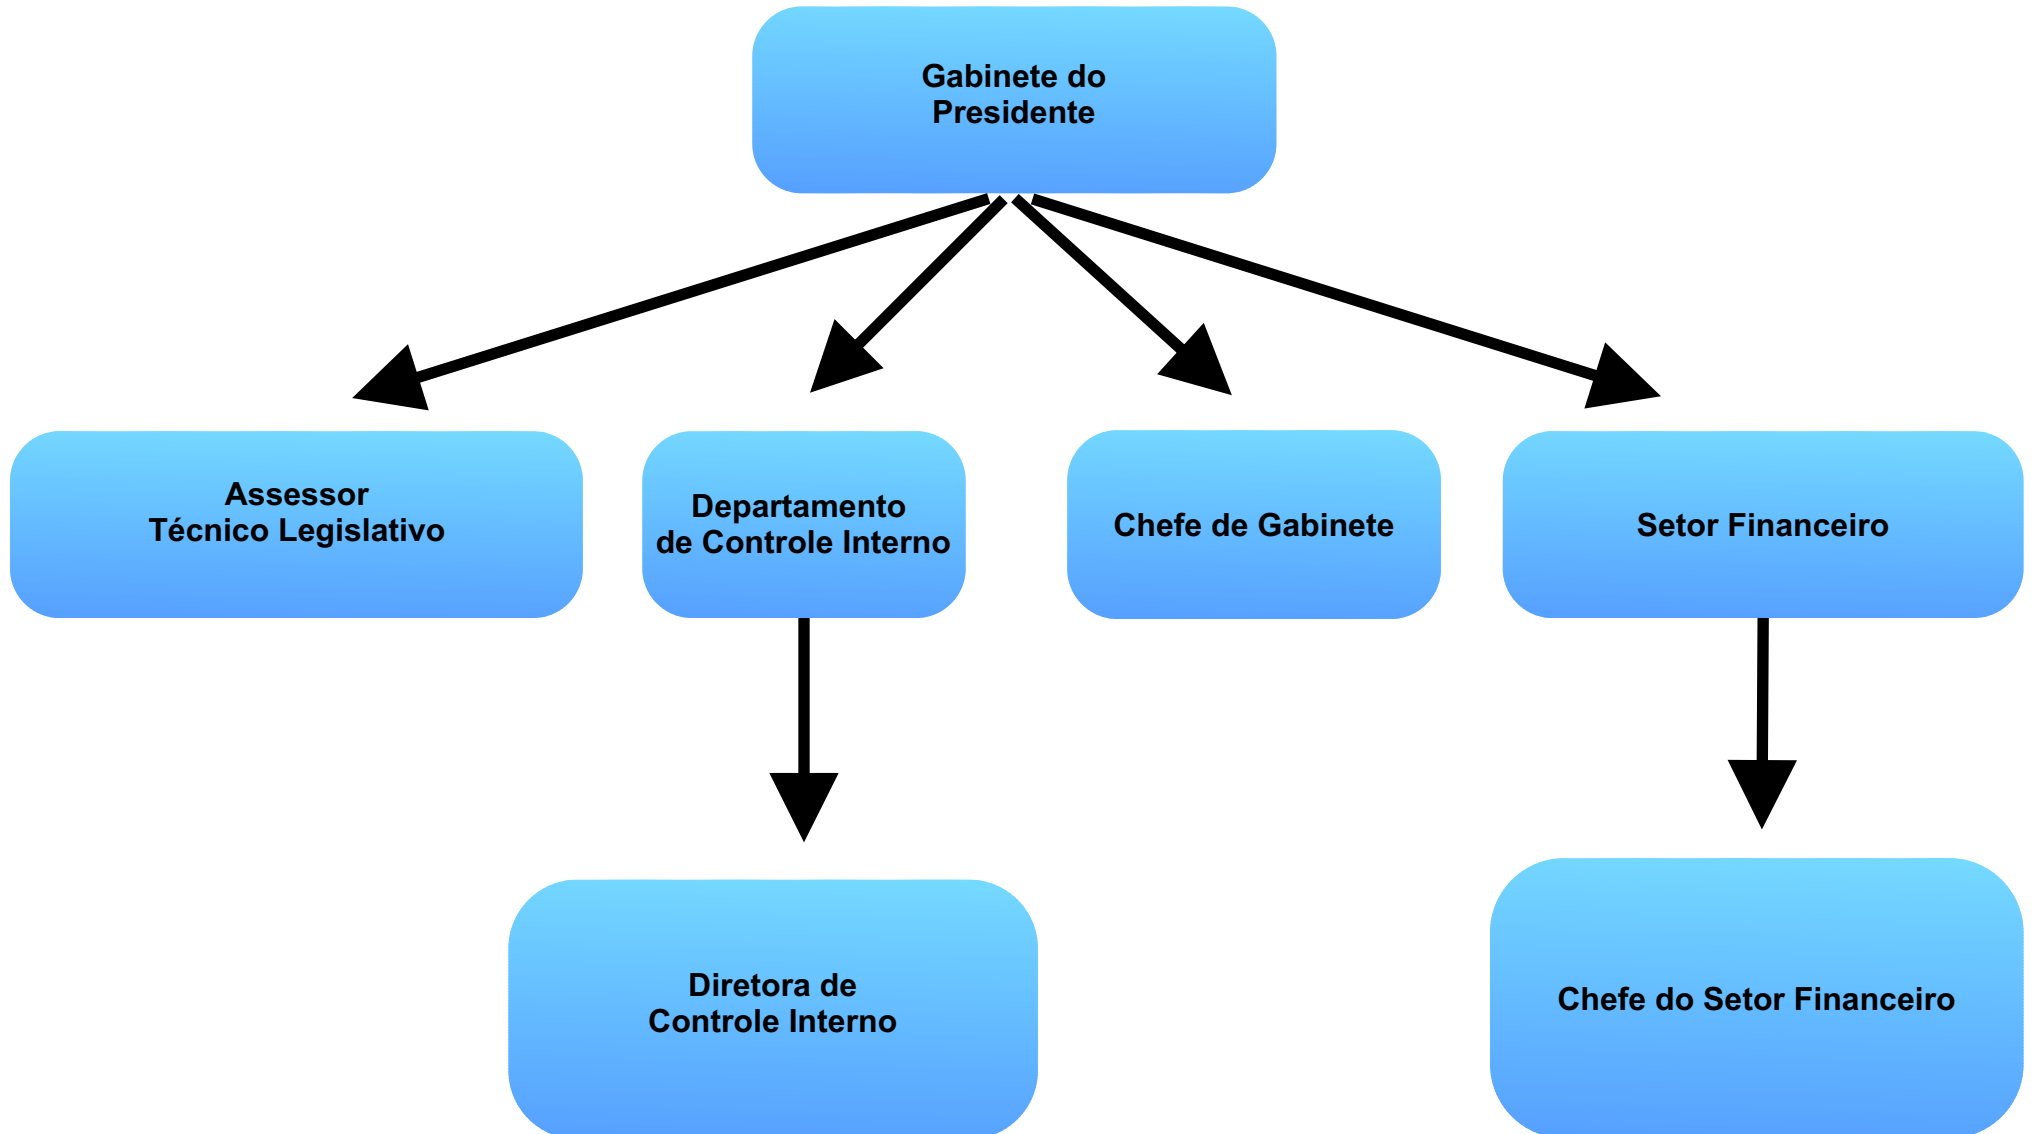 Gabinete do
Presidente
Assessor
Técnico Legislativo
Departamento
de Controle Interno
Chefe de Gabinete
Setor Financeiro
Diretora de
Controle Interno
Chefe do Setor Financeiro